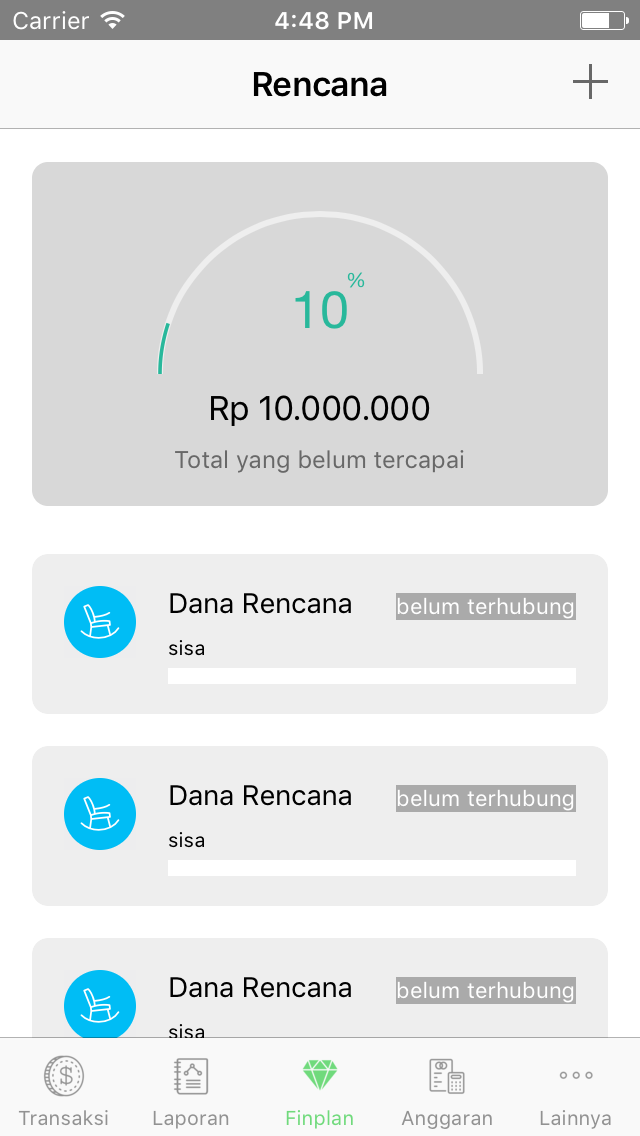 Carrier 4:48 PM
Rencana
10%
Rp 10.000.000
Total yang belum tercapai
Dana Rencana belum terhubung
sisa
Dana Rencana belum terhubung
sisa
Dana Rencana belum terhubung
sisa
Transaksi Laporan Finplan Anggaran Lainnya